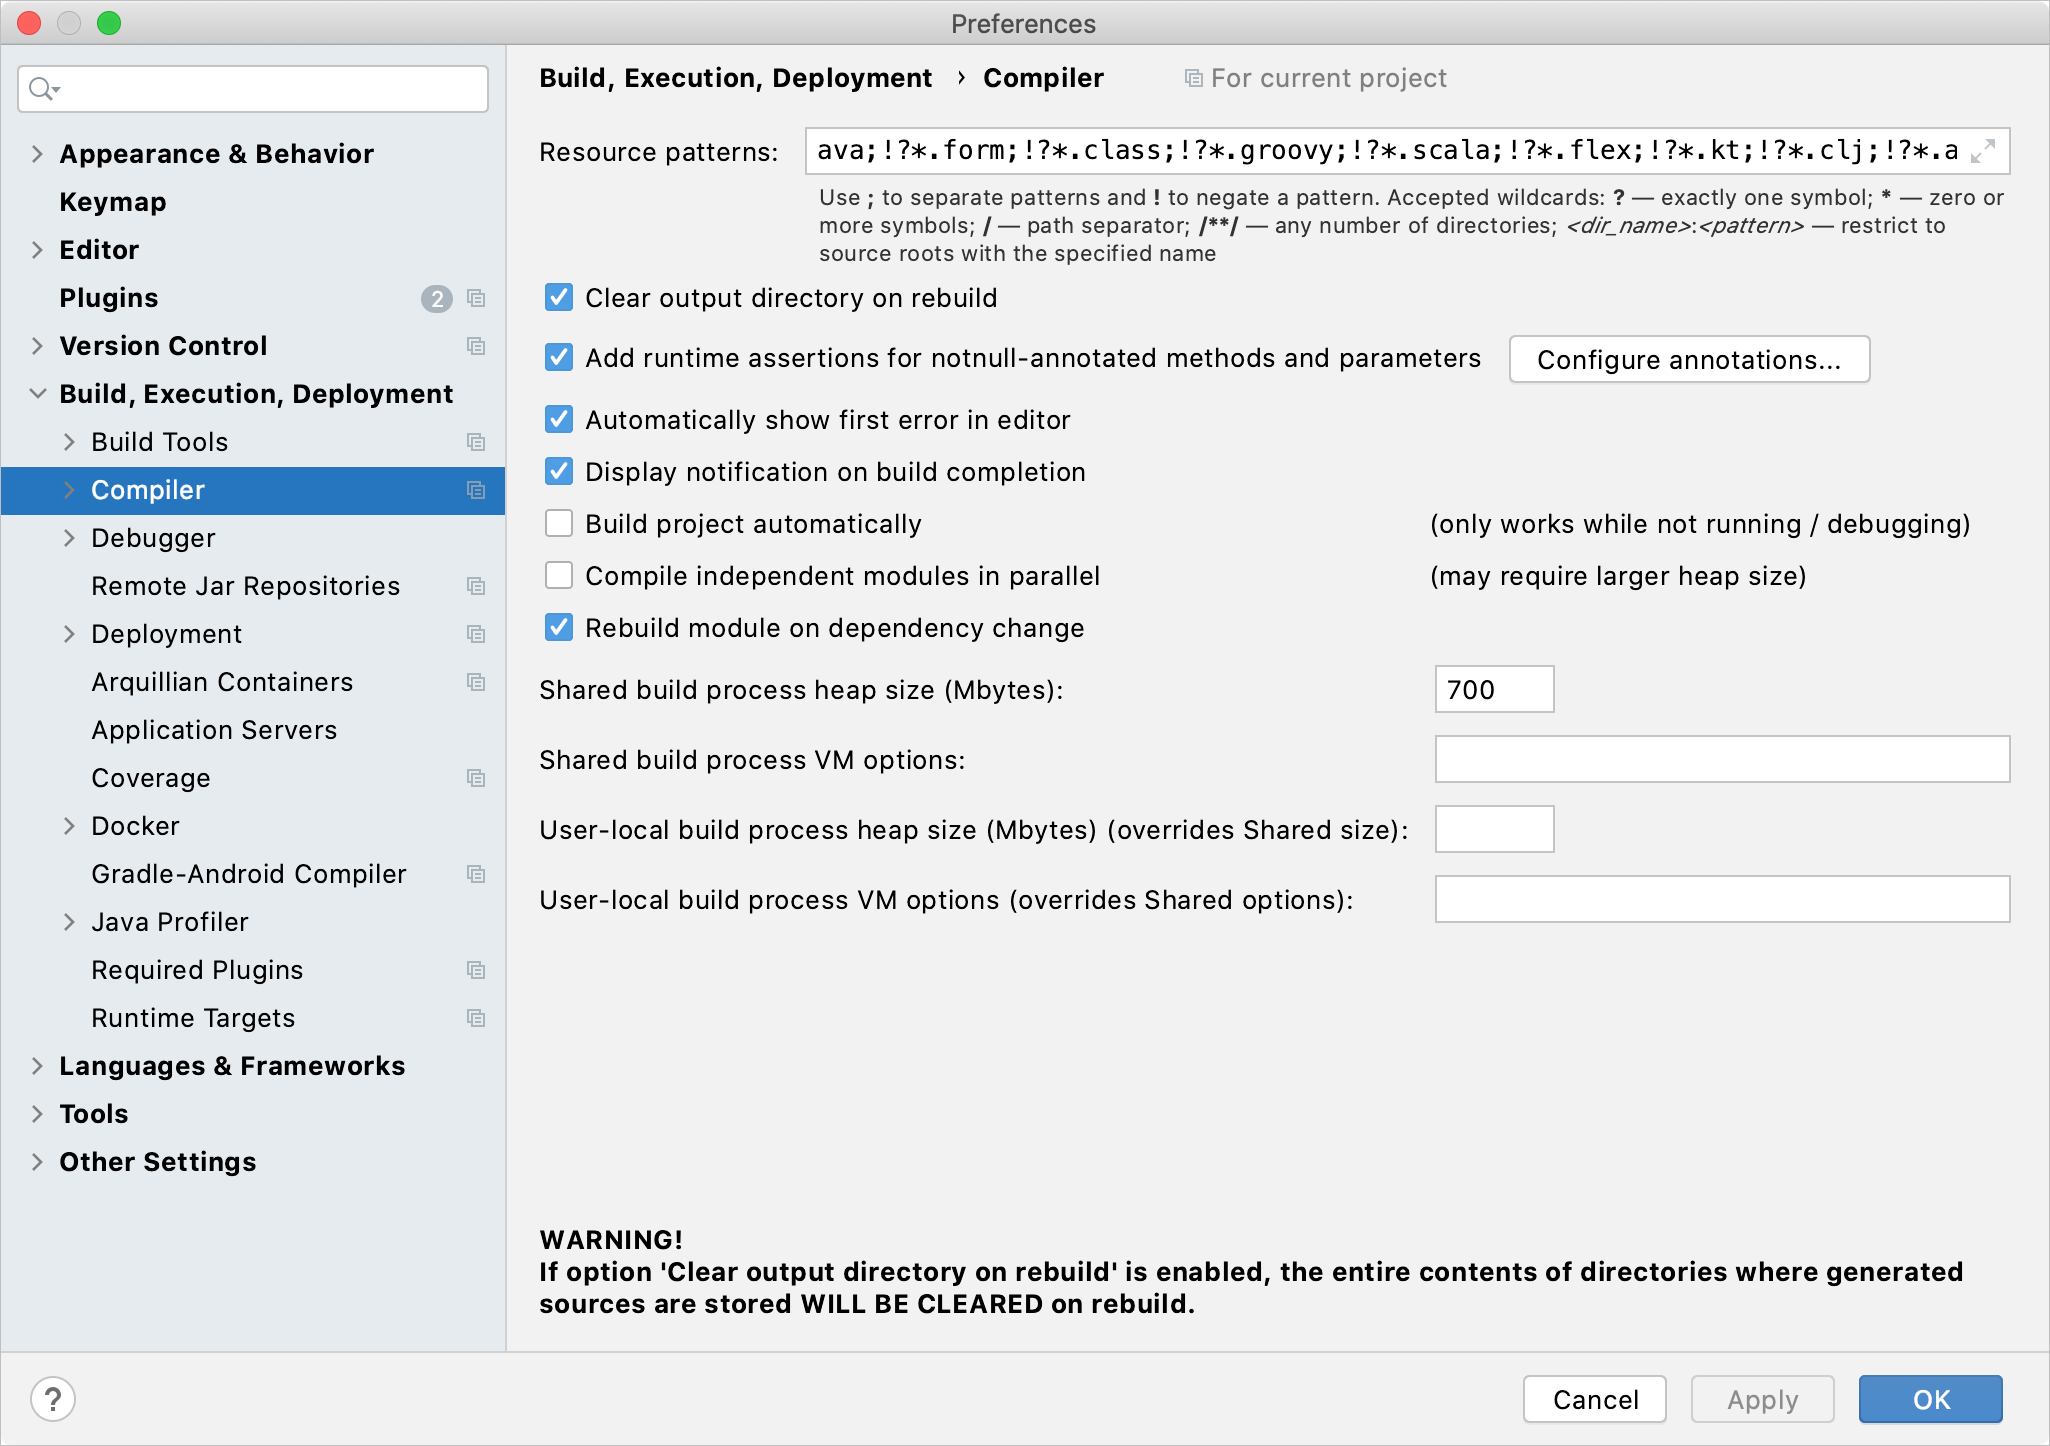 Preferences
Appearance & Behavior
Keymap
Editor
Plugins 2
Version Control
Build, Execution, Deployment
Build Tools
Compiler
Debugger
Remote Jar Repositories
Deployment
Arquillian Containers
Application Servers
Coverage
Docker
Gradle-Android Compiler
Java Profiler
Required Plugins
Runtime Targets
Languages & Frameworks
Tools
Other Settings
Build, Execution, Deployment › Compiler For current project
Resource patterns: ava;!?*.form;!?*.class;!?*.groovy;!?*.scala;!?*.flex;!?*.kt;!?*.clj;!?*.a
Use ; to separate patterns and ! to negate a pattern. Accepted wildcards: ? — exactly one symbol; * — zero or
more symbols; / — path separator; /**/ — any number of directories; <dir_name>:<pattern> — restrict to
source roots with the specified name
Clear output directory on rebuild
Add runtime assertions for notnull-annotated methods and parameters Configure annotations...
Automatically show first error in editor
Display notification on build completion
Build project automatically (only works while not running / debugging)
Compile independent modules in parallel (may require larger heap size)
Rebuild module on dependency change
Shared build process heap size (Mbytes): 700
Shared build process VM options:
User-local build process heap size (Mbytes) (overrides Shared size):
User-local build process VM options (overrides Shared options):
WARNING!
If option 'Clear output directory on rebuild' is enabled, the entire contents of directories where generated
sources are stored WILL BE CLEARED on rebuild.
? Cancel Apply OK